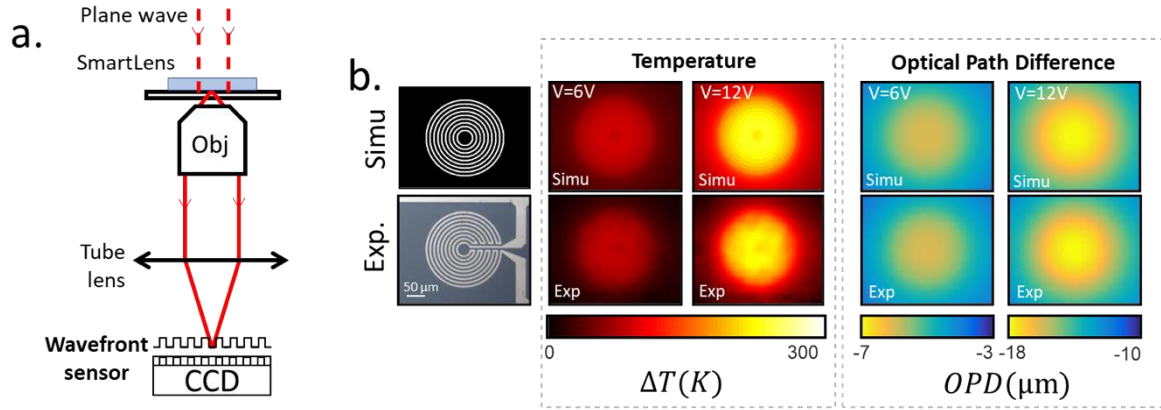 a.
Plane wave
SmartLens
Obj
Tube
lens
Wavefront
sensor
CCD
b.
Temperature
Optical Path Difference
Simu
V=6V
V=12V
V=6V
V=12V
Simu
Simu
Simu
Simu
Exp.
50 µm
Exp
Exp
Exp
Exp
0
300
-7
-3
-18
-10
ΔT(K)
OPD(µm)